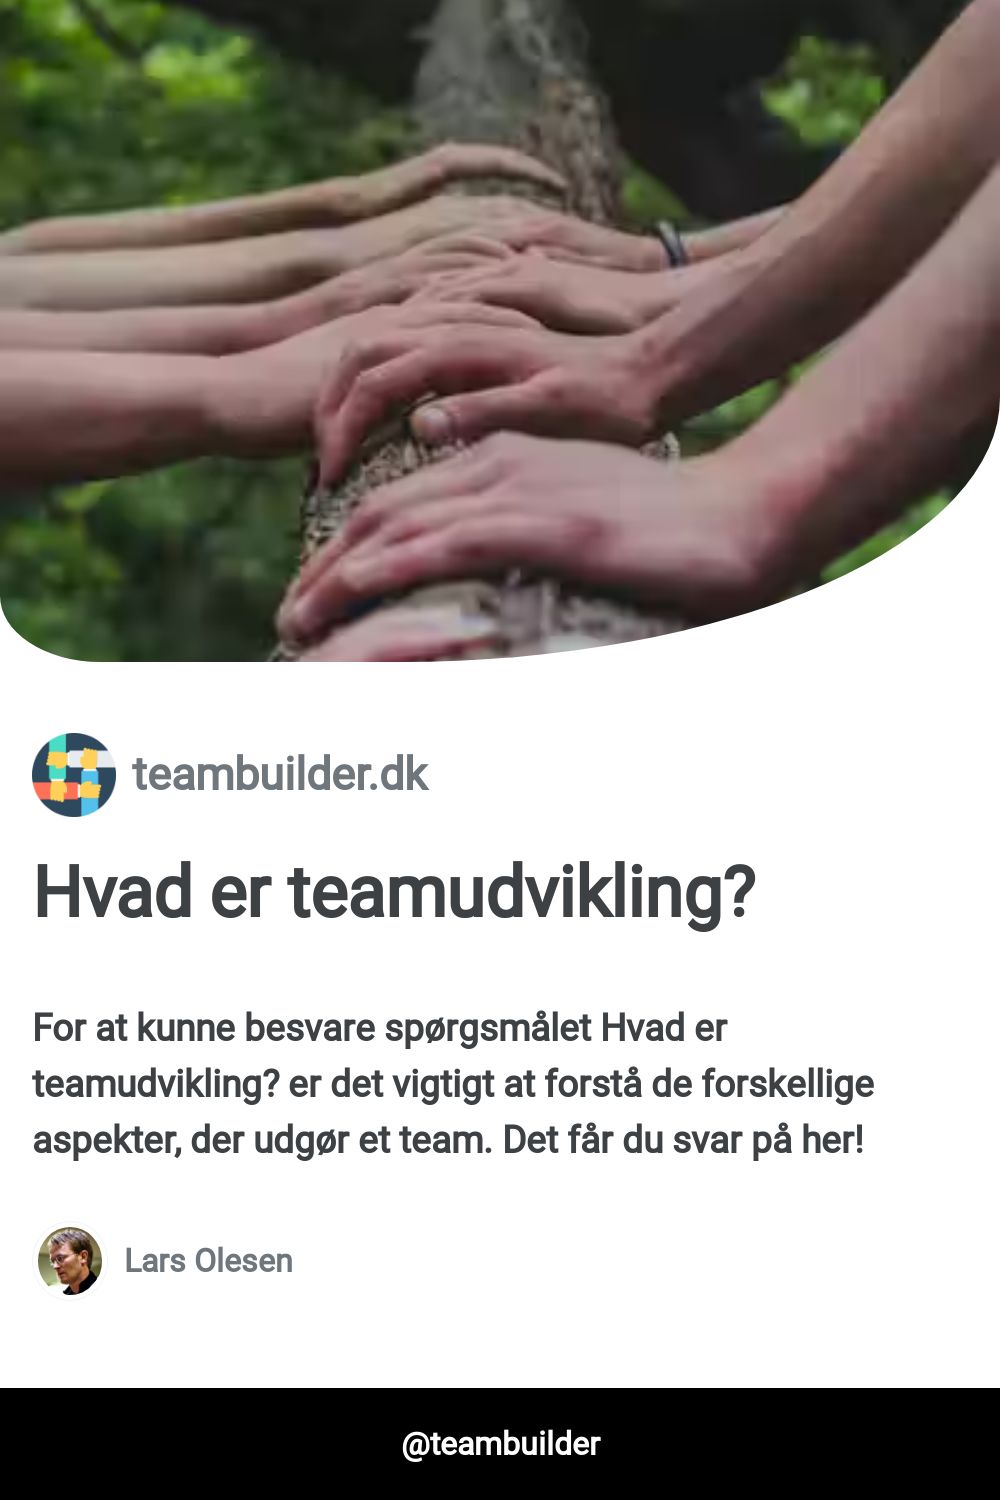 teambuilder.dk
Hvad er teamudvikling?
For at kunne besvare spørgsmålet Hvad er
teamudvikling? er det vigtigt at forstå de forskellige
aspekter, der udgør et team. Det får du svar på her!
Lars Olesen
@teambuilder